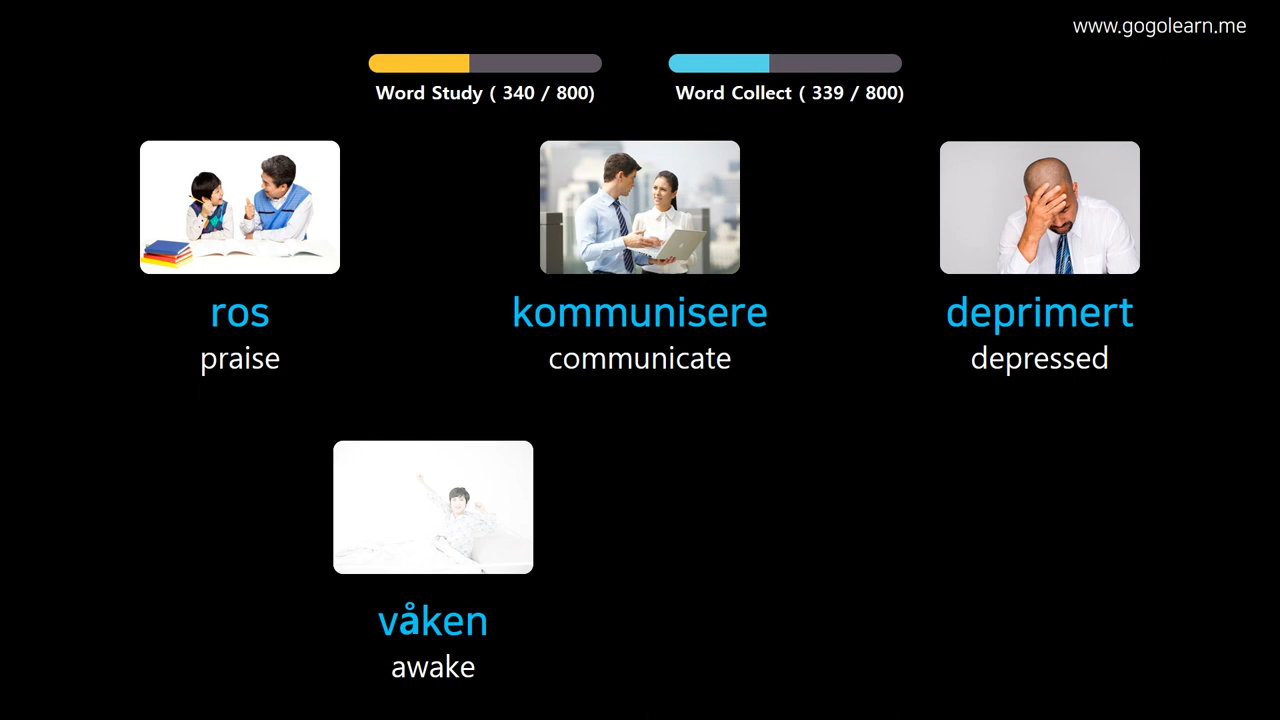 www.gogolearn.me
Word Study ( 340 / 800)
Word Collect ( 339 / 800)
ros
praise
kommunisere
communicate
deprimert
depressed
våken
awake